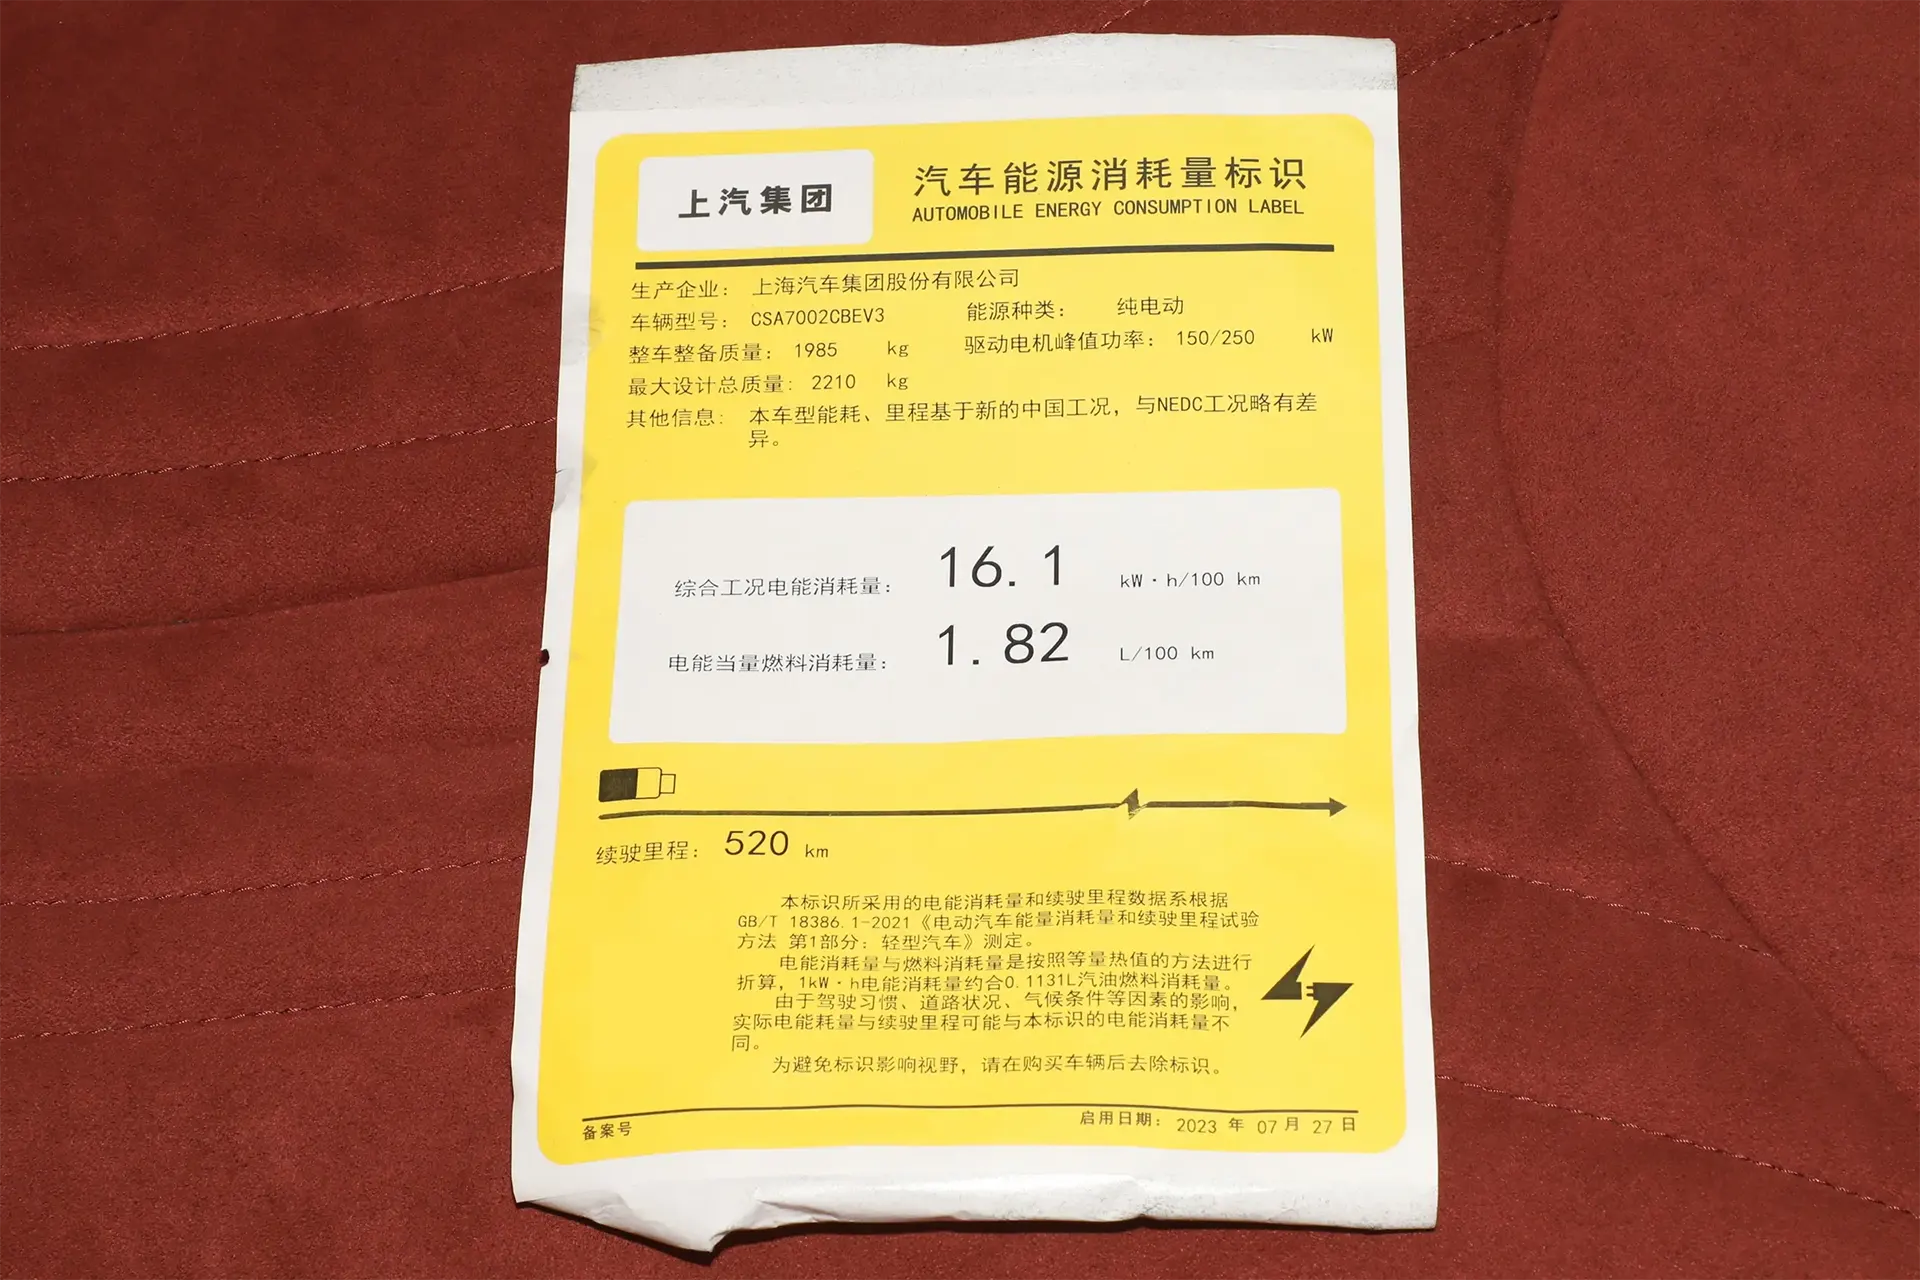 上汽集团
汽车能源消耗量标识
AUTOMOBILE ENERGY CONSUMPTION LABEL
生产企业： 上海汽车集团股份有限公司
车辆型号： CSA7002CBEV3 能源种类： 纯电动
整车整备质量： 1985 kg 驱动电机峰值功率： 150/250 kW
最大设计总质量： 2210 kg
其他信息： 本车型能耗、里程基于新的中国工况，与NEDC工况略有差
异。
综合工况电能消耗量： 16.1 kW·h/100 km
电能当量燃料消耗量： 1.82 L/100 km
续驶里程： 520 km
本标识所采用的电能消耗量和续驶里程数据系根据
GB/T 18386.1-2021《电动汽车能量消耗量和续驶里程试验
方法 第1部分：轻型汽车》测定。
电能消耗量与燃料消耗量是按照等量热值的方法进行
折算，1kW·h电能消耗量约合0.1131L汽油燃料消耗量。
由于驾驶习惯、道路状况、气候条件等因素的影响，
实际电能耗量与续驶里程可能与本标识的电能消耗量不
同。
为避免标识影响视野，请在购买车辆后去除标识。
备案号 启用日期： 2023 年 07 月 27 日